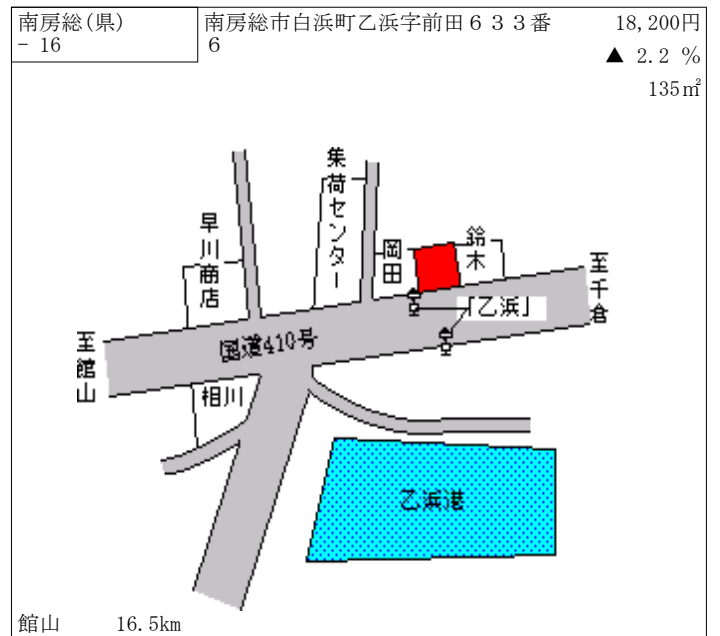 南房総(県)
- 16
南房総市白浜町乙浜字前田６３３番
６
18,200円
▲ 2.2 %
135㎡
集荷センター
早川商店
岡田
鈴木
至千倉
「乙浜」
国道410号
至館山
相川
乙浜港
館山 16.5km